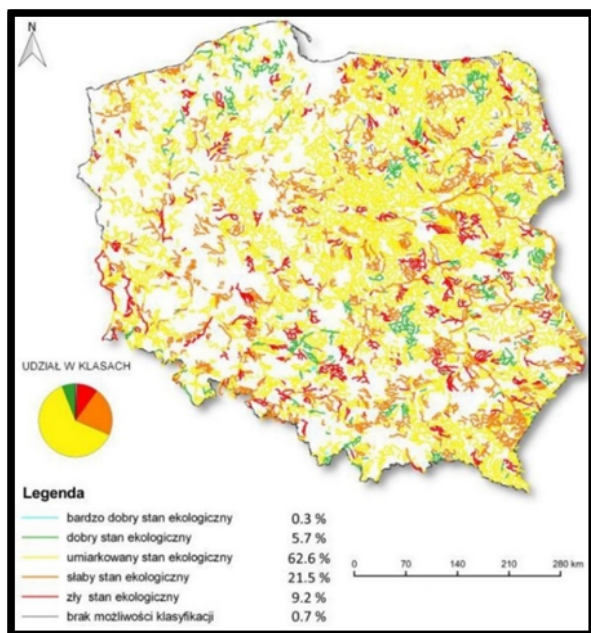 N
UDZIAŁ W KLASACH
Legenda
bardzo dobry stan ekologiczny 0.3 %
dobry stan ekologiczny 5.7 %
umiarkowany stan ekologiczny 62.6 %
słaby stan ekologiczny 21.5 %
zły stan ekologiczny 9.2 %
brak możliwości klasyfikacji 0.7 %
0 70 140 210 280 km